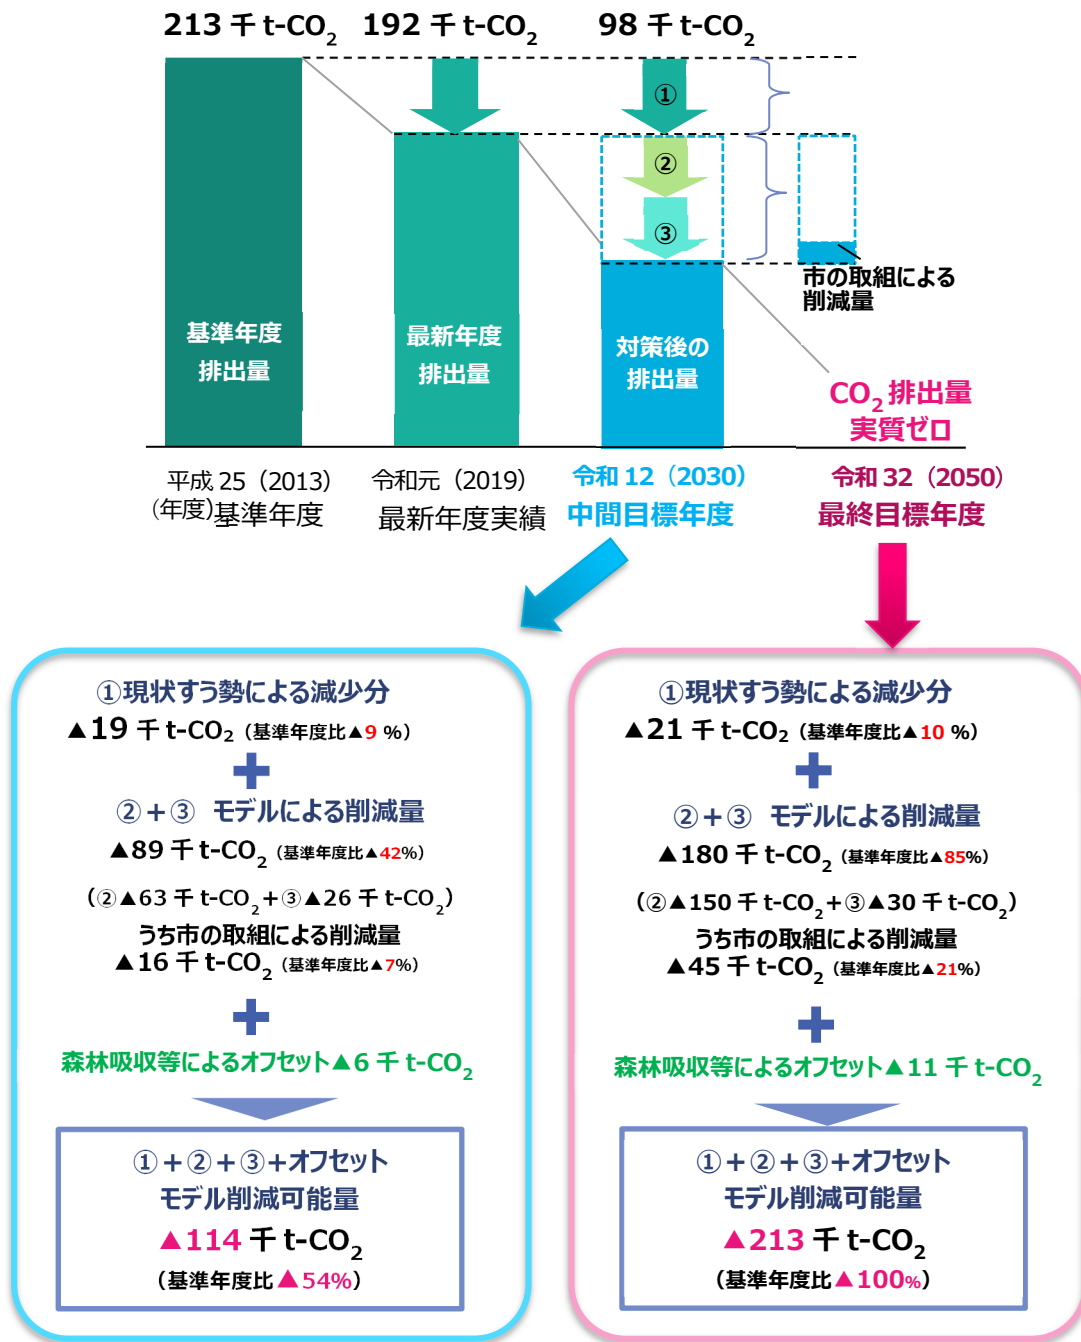 213 千 t-CO2
192 千 t-CO2
98 千 t-CO2
①
②
③
市の取組による
削減量
基準年度
排出量
最新年度
排出量
対策後の
排出量
CO2 排出量
実質ゼロ
平成 25（2013）
（年度）基準年度
令和元（2019）
最新年度実績
令和 12（2030）
中間目標年度
令和 32（2050）
最終目標年度
①現状すう勢による減少分
▲19 千 t-CO2（基準年度比▲9 %）
②＋③ モデルによる削減量
▲89 千 t-CO2（基準年度比▲42%）
（②▲63 千 t-CO2＋③▲26 千 t-CO2）
うち市の取組による削減量
▲16 千 t-CO2（基準年度比▲7%）
森林吸収等によるオフセット▲6 千 t-CO2
①＋②＋③＋オフセット
モデル削減可能量
▲114 千 t-CO2
（基準年度比▲54%）
①現状すう勢による減少分
▲21 千 t-CO2（基準年度比▲10 %）
②＋③ モデルによる削減量
▲180 千 t-CO2（基準年度比▲85%）
（②▲150 千 t-CO2＋③▲30 千 t-CO2）
うち市の取組による削減量
▲45 千 t-CO2（基準年度比▲21%）
森林吸収等によるオフセット▲11 千 t-CO2
①＋②＋③＋オフセット
モデル削減可能量
▲213 千 t-CO2
（基準年度比▲100%）